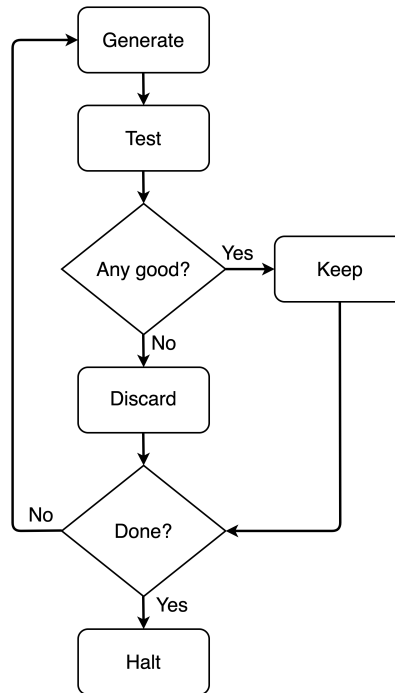 Generate
Test
Any good?
Yes
Keep
No
Discard
Done?
No
Yes
Halt